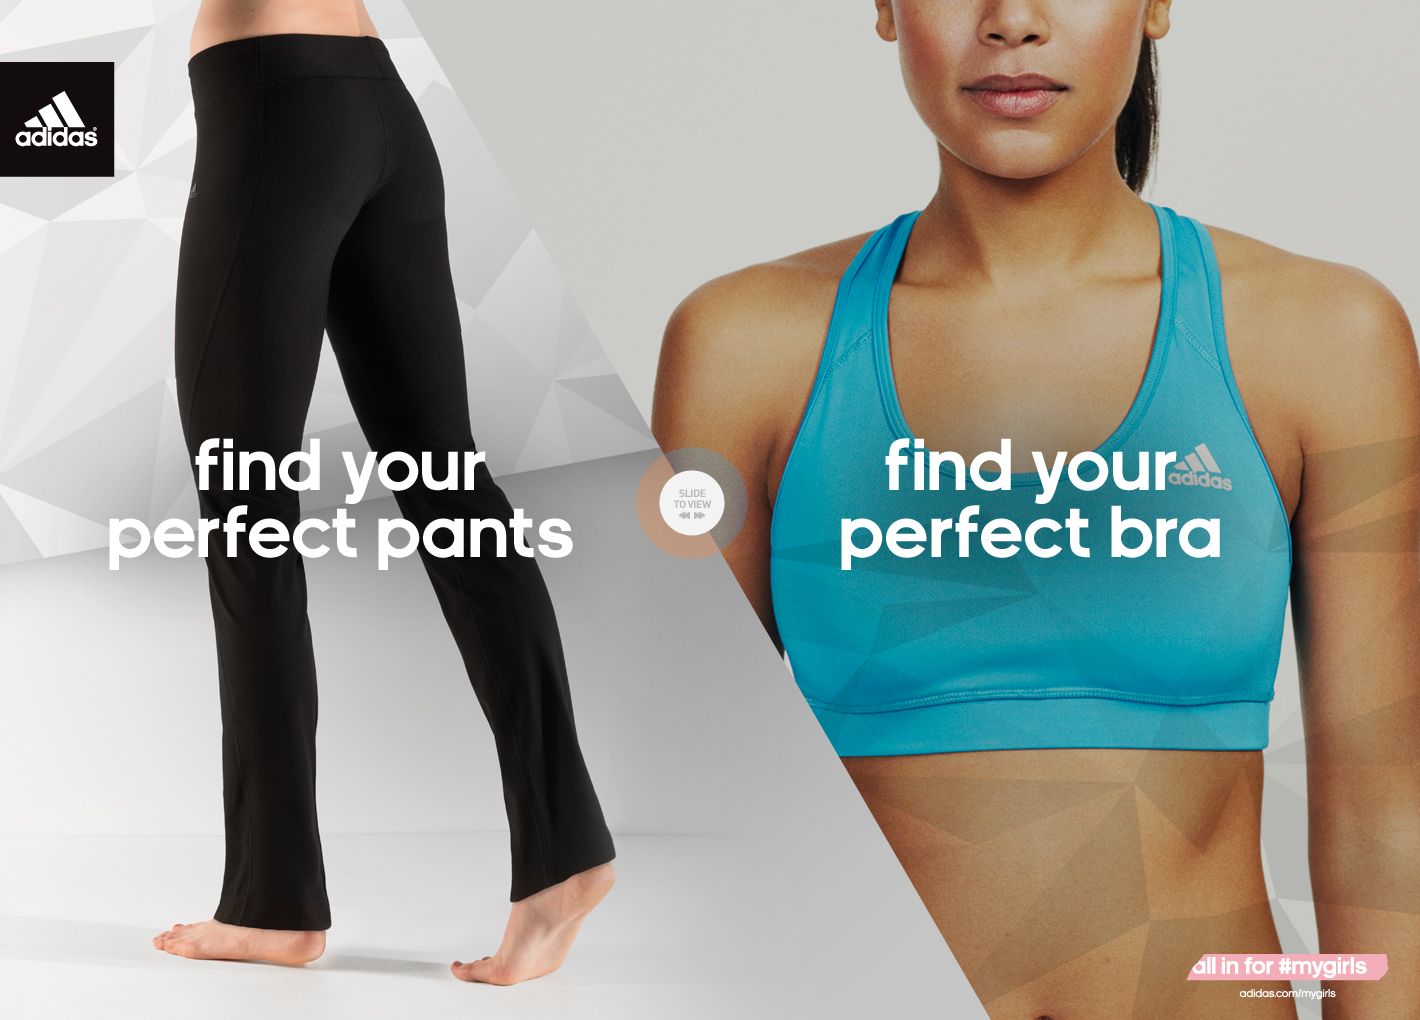 adidas
find your
perfect pants
SLIDE
TO VIEW
find your
perfect bra
adidas
all in for #mygirls
adidas.com/mygirls